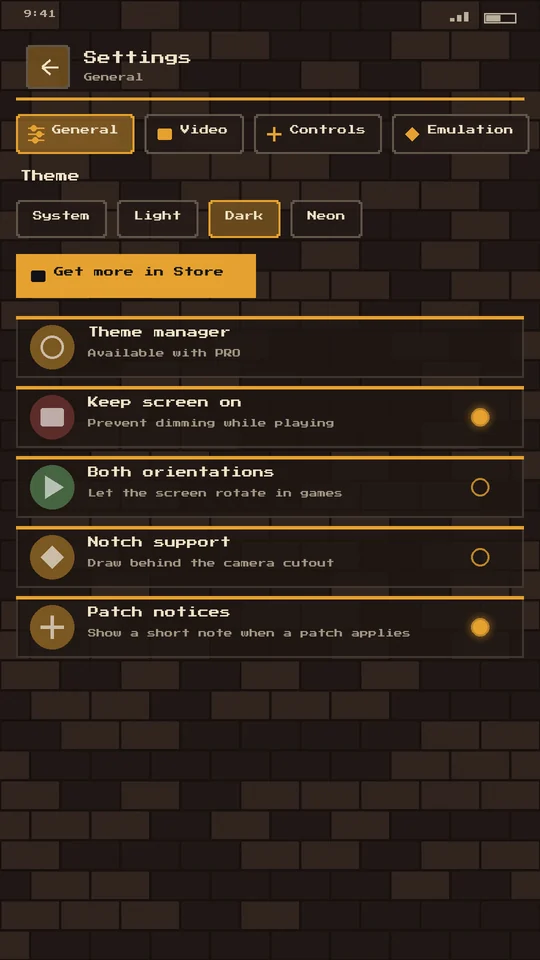 9:41
Settings
General
General
Video
Controls
Emulation
Theme
System
Light
Dark
Neon
Get more in Store
Theme manager
Available with PRO
Keep screen on
Prevent dimming while playing
Both orientations
Let the screen rotate in games
Notch support
Draw behind the camera cutout
Patch notices
Show a short note when a patch applies